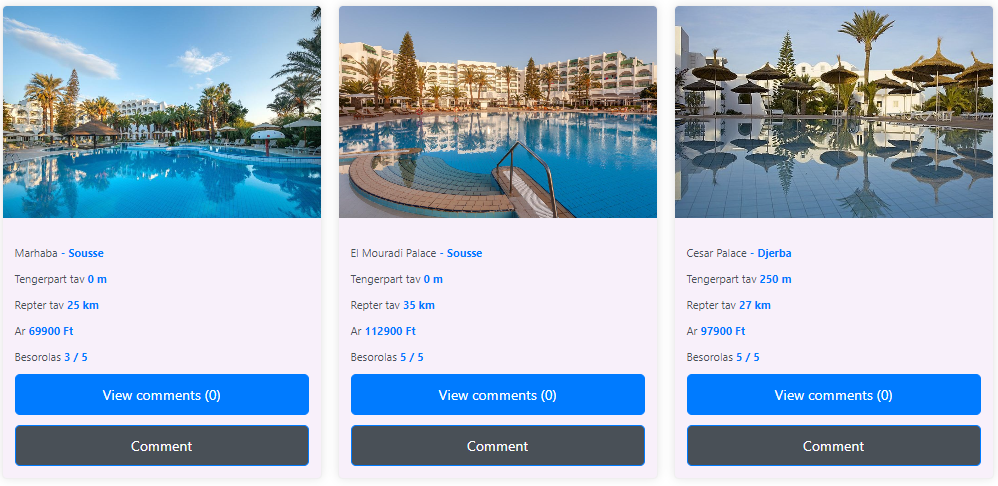 Marhaba - Sousse
Tengerpart tav 0 m
Repter tav 25 km
Ar 69900 Ft
Besorolas 3 / 5
View comments (0)
Comment
El Mouradi Palace - Sousse
Tengerpart tav 0 m
Repter tav 35 km
Ar 112900 Ft
Besorolas 5 / 5
View comments (0)
Comment
Cesar Palace - Djerba
Tengerpart tav 250 m
Repter tav 27 km
Ar 97900 Ft
Besorolas 5 / 5
View comments (0)
Comment